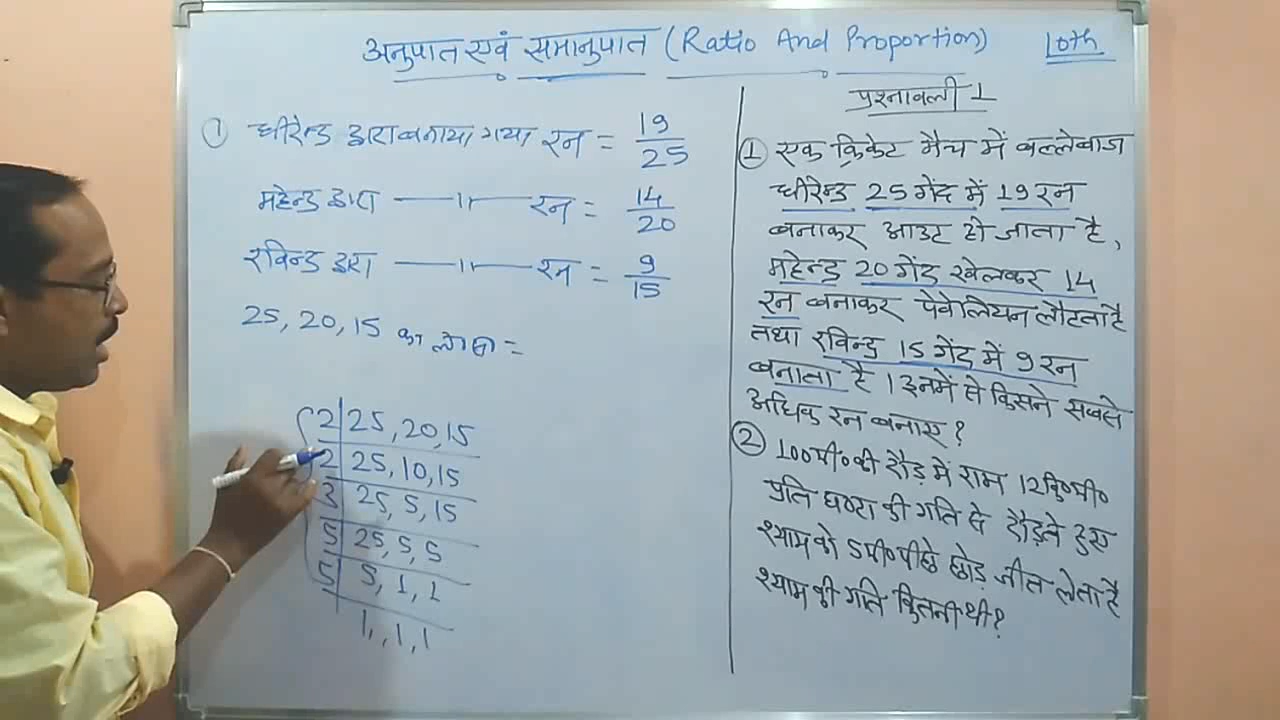 अनुपात एवं समानुपात (Ratio And Proportion) 10th
① धीरेन्द्र द्वारा बनाया गया रन = 19/25
महेन्द्र द्वारा —〃— रन = 14/20
रविन्द्र द्वारा —〃— रन = 9/15
25, 20, 15 का ल०स० =
2 | 25, 20, 15
2 | 25, 10, 15
3 | 25, 5, 15
5 | 25, 5, 5
5 | 5, 1, 1
1, 1, 1
प्रश्नावली 1
① एक क्रिकेट मैच में बल्लेबाज
धीरेन्द्र 25 गेंद में 19 रन
बनाकर आउट हो जाता है,
महेन्द्र 20 गेंद खेलकर 14
रन बनाकर पेवेलियन लौटता है
तथा रविन्द्र 15 गेंद में 9 रन
बनाता है । इनमें से किसने सबसे
अधिक रन बनाए ?
② 100 मी० की दौड़ में राम 12 कि०मी०
प्रति घण्टा की गति से दौड़ते हुए
श्याम को 5 मी० पीछे छोड़ जीत लेता है
श्याम की गति कितनी थी ?